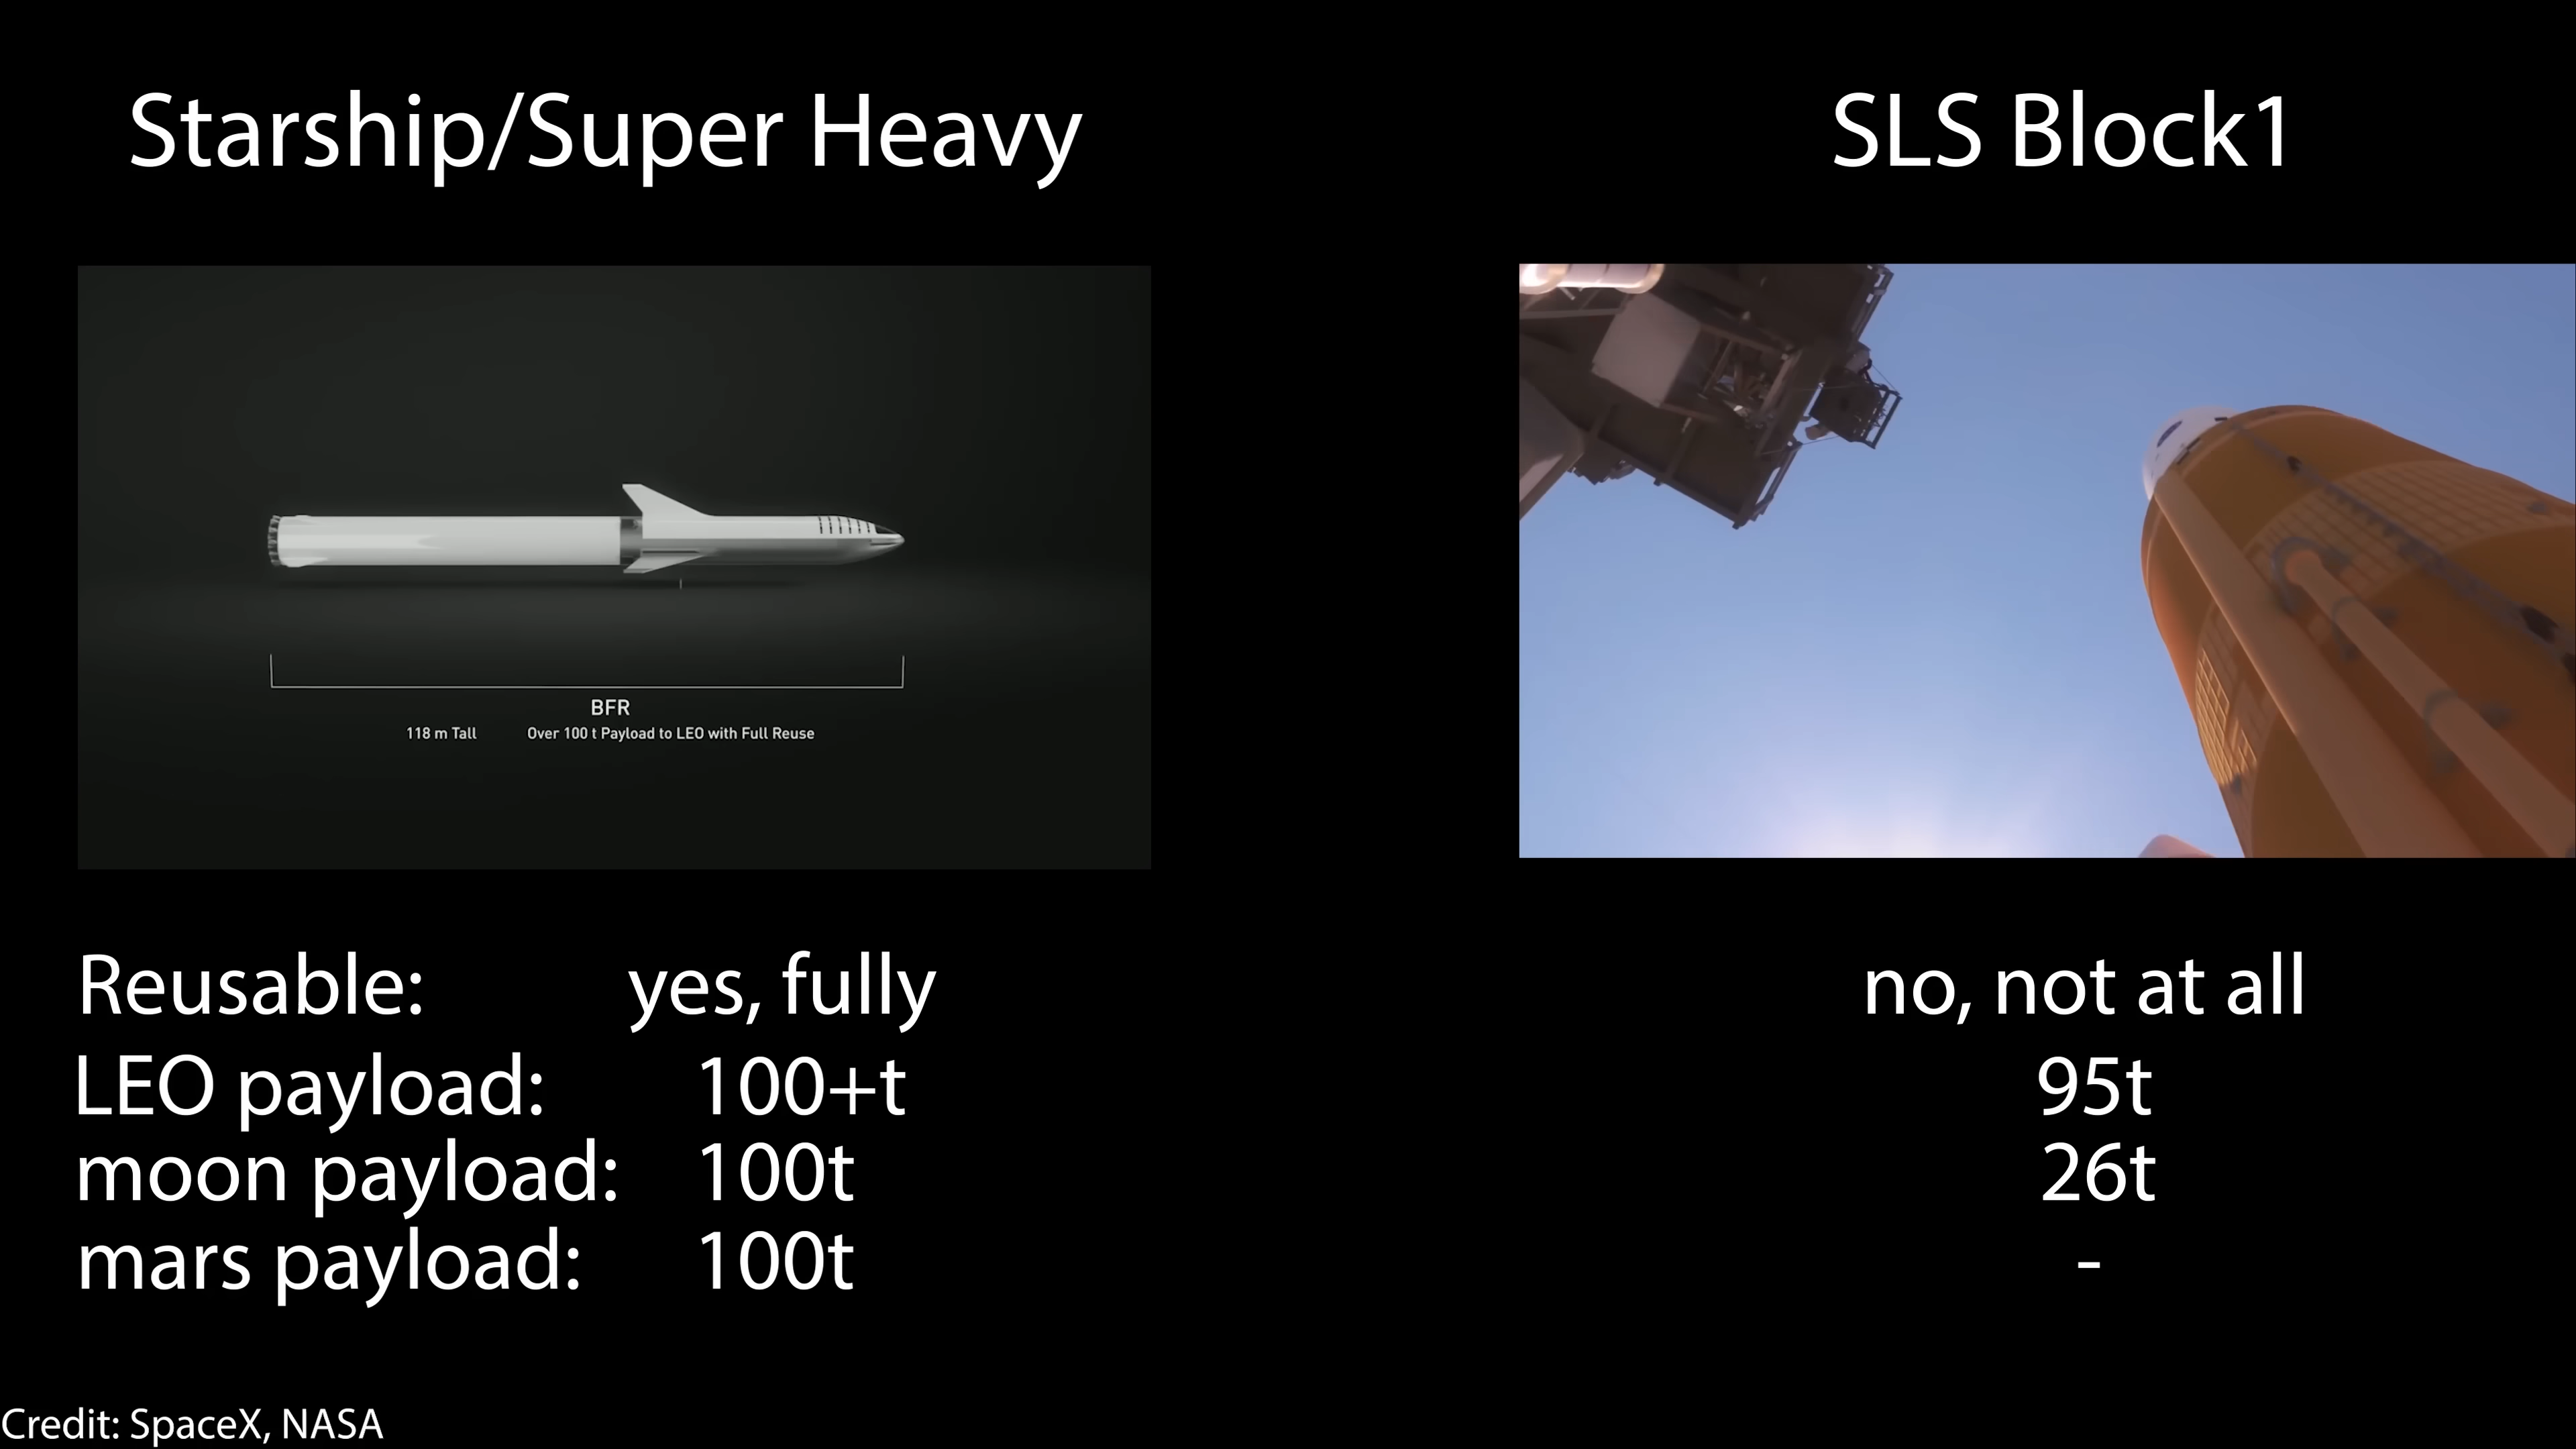 Starship/Super Heavy
SLS Block1
BFR
118 m Tall Over 100 t Payload to LEO with Full Reuse
Reusable: yes, fully no, not at all
LEO payload: 100+t 95t
moon payload: 100t 26t
mars payload: 100t -
Credit: SpaceX, NASA